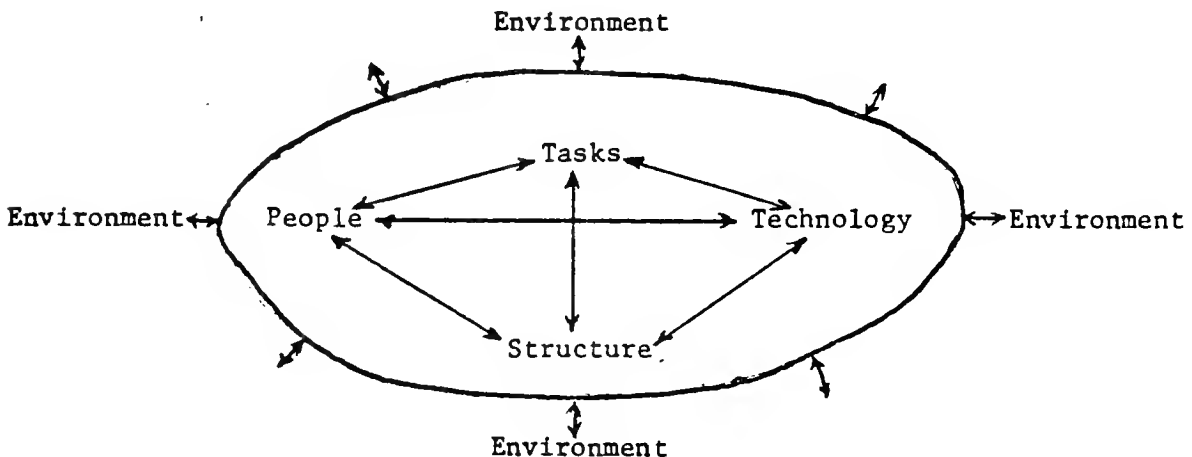 Environment
Tasks
Environment People Technology Environment
Structure
Environment